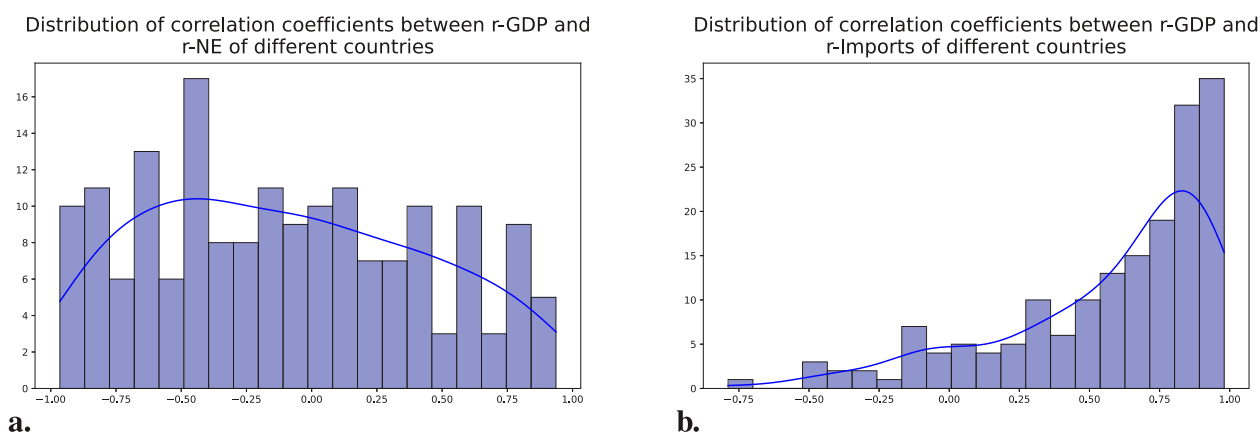 Distribution of correlation coefficients between r-GDP and
r-NE of different countries
16
14
12
10
8
6
4
2
0
−1.00 −0.75 −0.50 −0.25 0.00 0.25 0.50 0.75 1.00
a.
Distribution of correlation coefficients between r-GDP and
r-Imports of different countries
35
30
25
20
15
10
5
0
−0.75 −0.50 −0.25 0.00 0.25 0.50 0.75 1.00
b.